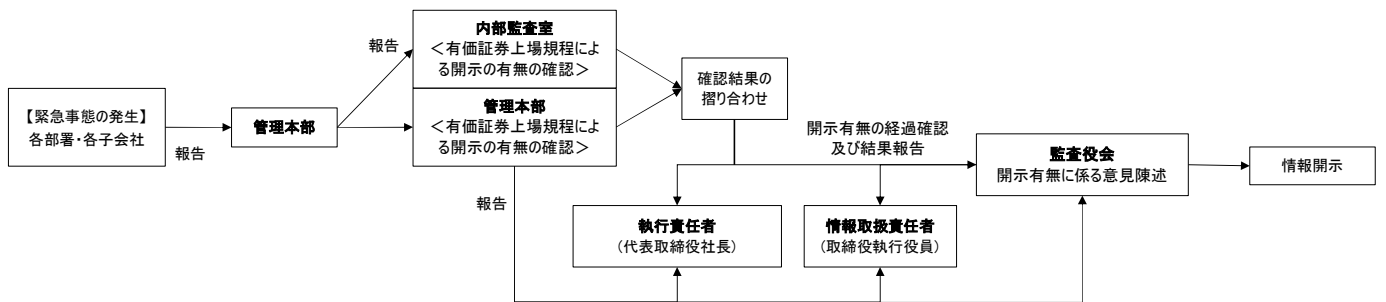 【緊急事態の発生】
各部署・各子会社
報告
管理本部
報告
内部監査室
＜有価証券上場規程によ
る開示の有無の確認＞
管理本部
＜有価証券上場規程によ
る開示の有無の確認＞
確認結果の
摺り合わせ
開示有無の経過確認
及び結果報告
監査役会
開示有無に係る意見陳述
情報開示
報告
執行責任者
（代表取締役社長）
情報取扱責任者
（取締役執行役員）